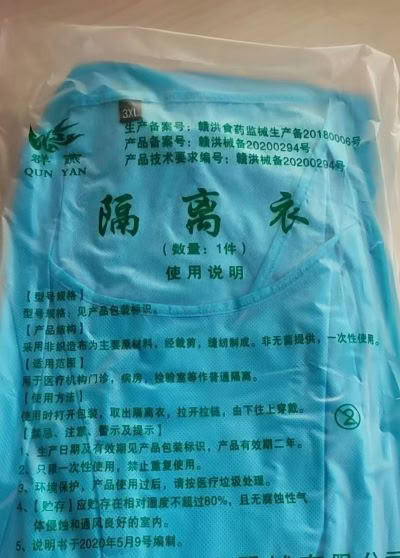 3XL
群燕
QUN YAN
生产备案号：赣洪食药监械生产备20180006号
产品备案号：赣洪械备20200294号
产品技术要求编号：赣洪械备20200294号
隔离衣
（数量：1件）
使用说明
【型号规格】
型号规格：见产品包装标识。
【产品结构】
采用非织造布为主要原材料，经裁剪，缝纫制成。非无菌提供，一次性使用。
【适用范围】
用于医疗机构门诊，病房，检验室等作普通隔离。
【使用方法】
使用时打开包装，取出隔离衣，拉开拉链，由下往上穿戴。
【禁忌、注意、警示及提示】
1、生产日期及有效期见产品包装标识，产品有效期二年。
2、只限一次性使用，禁止重复使用。
3、环境保护，产品使用过后，请按医疗垃圾处理。
4、【贮存】应贮存在相对湿度不超过80%，且无腐蚀性气
体侵蚀和通风良好的室内。
5、说明书于2020年5月9号编制。
2